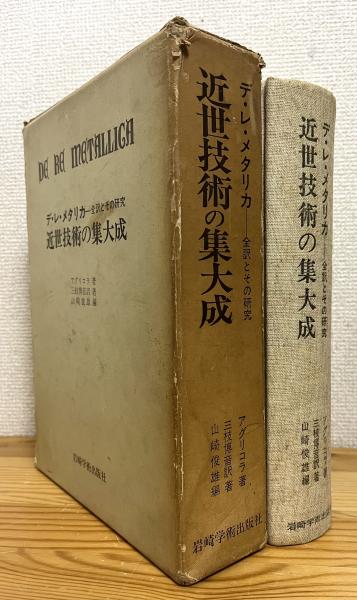 DE RE METALLICA
デ・レ・メタリカ―全訳とその研究
近世技術の集大成
アグリコラ 著
三枝博音訳 著
山崎俊雄 編
岩崎学術出版社
デ・レ・メタリカ―全訳とその研究
近世技術の集大成
アグリコラ著
三枝博音訳著
山崎俊雄編
岩崎学術出版社
デ・レ・メタリカ―全訳とその研究
近世技術の集大成
アグリコラ著
三枝博音訳著
山崎俊雄編
岩崎学術出版社